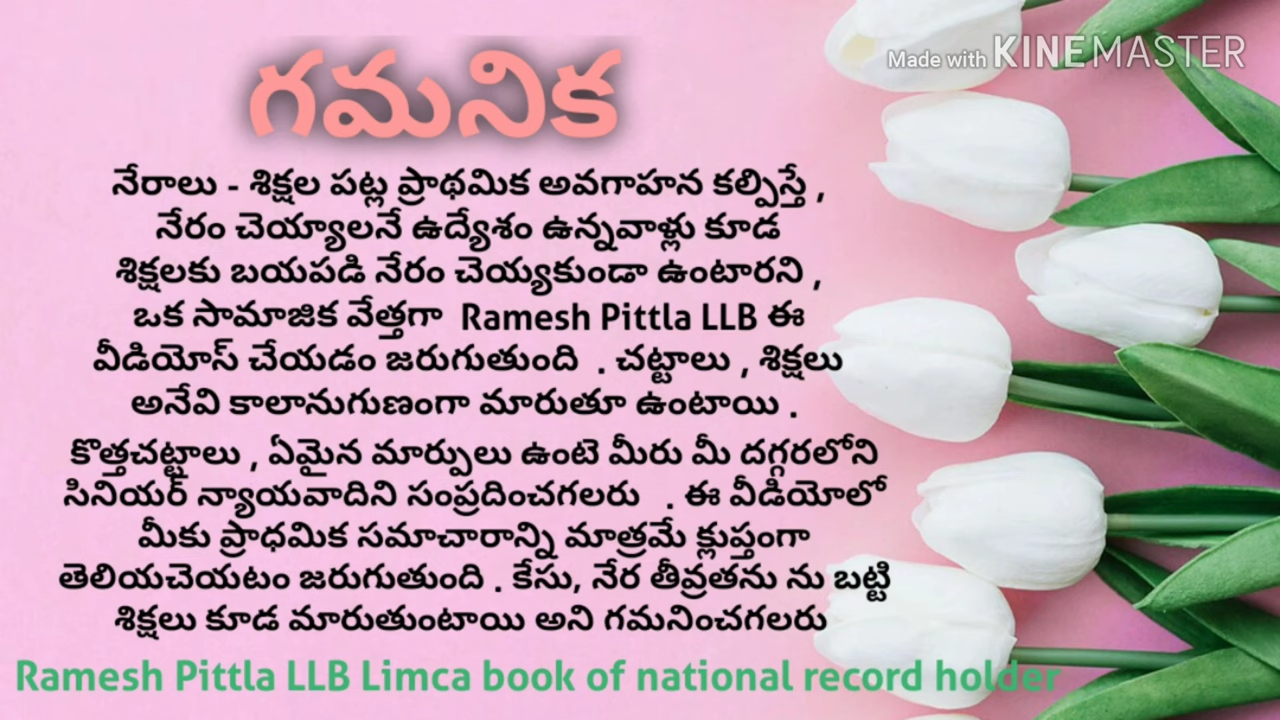 Made with KINEMASTER
గమనిక
నేరాలు - శిక్షల పట్ల ప్రాథమిక అవగాహన కల్పిస్తే ,
నేరం చెయ్యాలనే ఉద్యేశం ఉన్నవాళ్లు కూడ
శిక్షలకు బయపడి నేరం చెయ్యకుండా ఉంటారని ,
ఒక సామాజిక వేత్తగా Ramesh Pittla LLB ఈ
వీడియోస్ చేయడం జరుగుతుంది . చట్టాలు , శిక్షలు
అనేవి కాలానుగుణంగా మారుతూ ఉంటాయి .
కొత్తచట్టాలు , ఏమైన మార్పులు ఉంటె మీరు మీ దగ్గరలోని
సినియర్ న్యాయవాదిని సంప్రదించగలరు . ఈ వీడియోలో
మీకు ప్రాధమిక సమాచారాన్ని మాత్రమే క్లుప్తంగా
తెలియచెయటం జరుగుతుంది . కేసు, నేర తీవ్రతను ను బట్టి
శిక్షలు కూడ మారుతుంటాయి అని గమనించగలరు
Ramesh Pittla LLB Limca book of national record holder